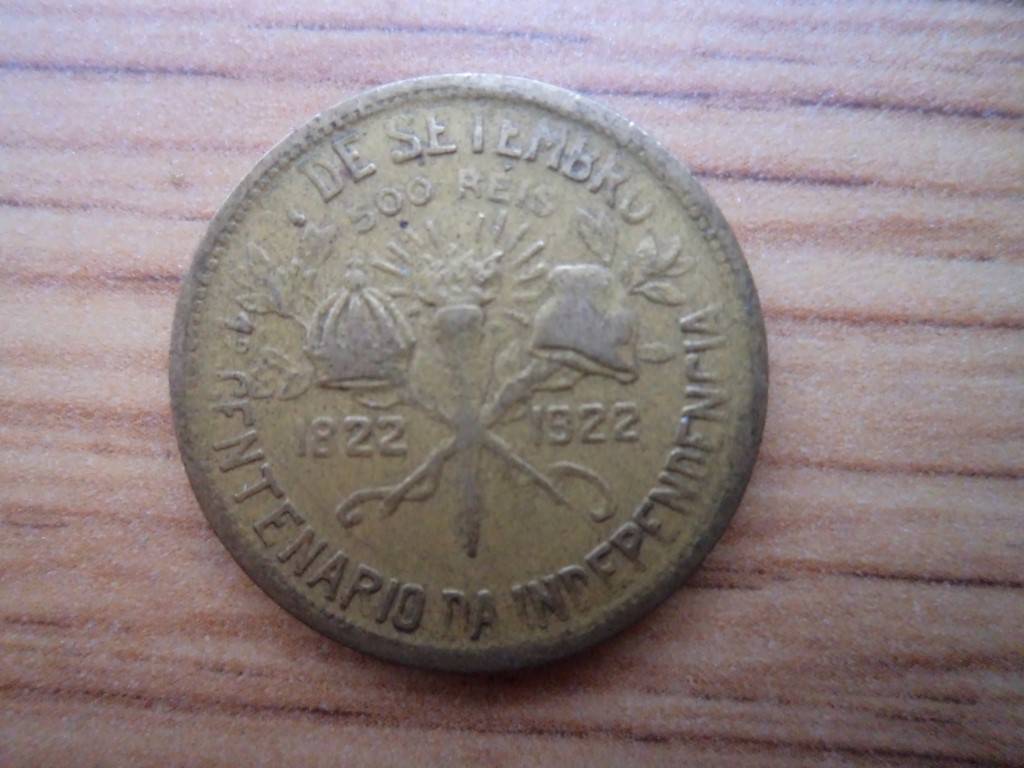 DE SETEMBRO
500 RÉIS
1822 1922
CENTENARIO DA INDEPENDENCIA